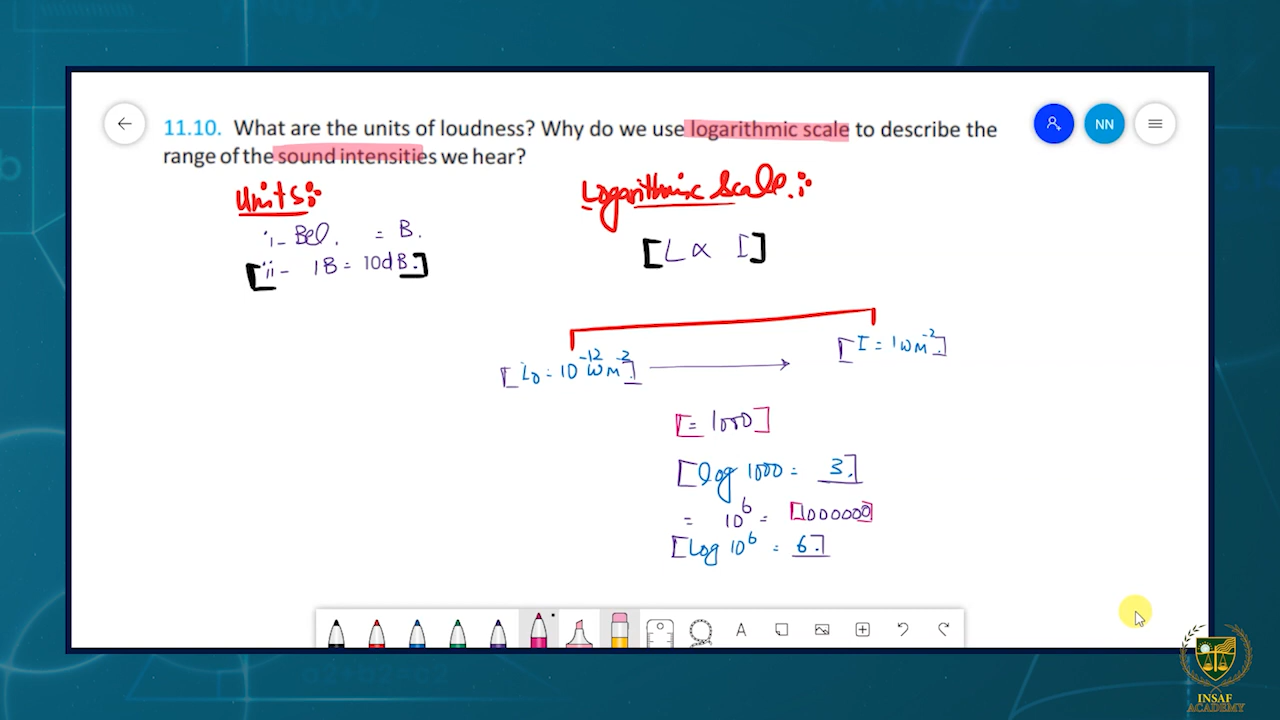 11.10. What are the units of loudness? Why do we use logarithmic scale to describe the
range of the sound intensities we hear?
NN
Units:
i- Bel. = B.
[ii- 1B = 10dB.]
Logarithmic Scale:
[L ∝ I]
[I₀ = 10⁻¹² Wm⁻².]
[I = 1Wm⁻².]
[= 1000]
[log 1000 = 3.]
= 10⁶ = [1000000]
[log 10⁶ = 6.]
A
INSAF
ACADEMY